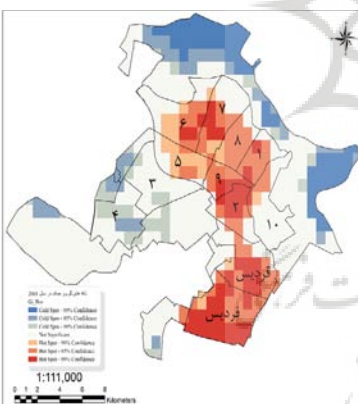 ۷
۶
۸
۱
۵
۳
۹
۴
۲
۱۰
فردیس
فردیس
Cold Spot - 99% Confidence
Cold Spot - 95% Confidence
Cold Spot - 90% Confidence
Not Significant
Hot Spot - 90% Confidence
Hot Spot - 95% Confidence
Hot Spot - 99% Confidence
1:111,000
0 1 2 4 6 8
Kilometers